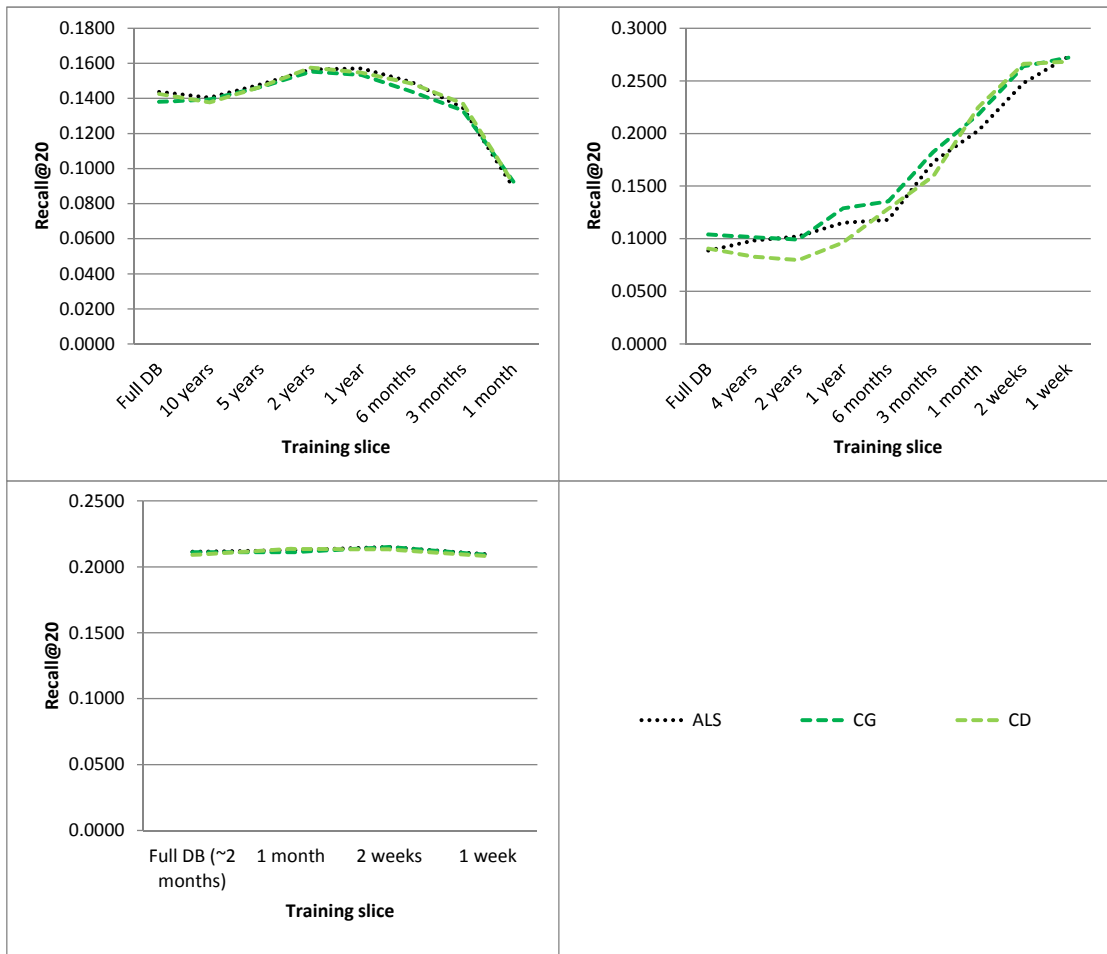 0.1800
0.1600
0.1400
0.1200
0.1000
0.0800
0.0600
0.0400
0.0200
0.0000
Recall@20
Full DB
10 years
5 years
2 years
1 year
6 months
3 months
1 month
Training slice
0.3000
0.2500
0.2000
0.1500
0.1000
0.0500
0.0000
Recall@20
Full DB
4 years
2 years
1 year
6 months
3 months
1 month
2 weeks
1 week
Training slice
0.2500
0.2000
0.1500
0.1000
0.0500
0.0000
Recall@20
Full DB (~2
months)
1 month
2 weeks
1 week
Training slice
ALS
CG
CD